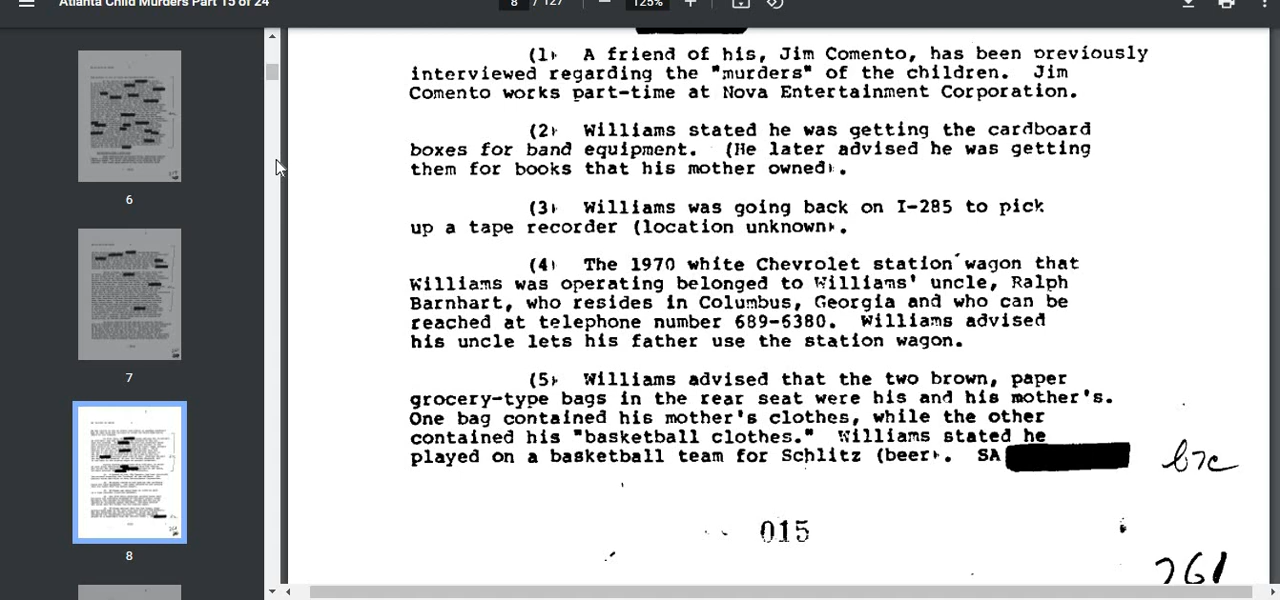 Atlanta Child Murders Part 15 of 24
8 / 127
125%
6
7
8
(1) A friend of his, Jim Comento, has been previously
interviewed regarding the "murders" of the children. Jim
Comento works part-time at Nova Entertainment Corporation.
(2) Williams stated he was getting the cardboard
boxes for band equipment. (He later advised he was getting
them for books that his mother owned).
(3) Williams was going back on I-285 to pick
up a tape recorder (location unknown).
(4) The 1970 white Chevrolet station wagon that
Williams was operating belonged to Williams' uncle, Ralph
Barnhart, who resides in Columbus, Georgia and who can be
reached at telephone number 689-6380. Williams advised
his uncle lets his father use the station wagon.
(5) Williams advised that the two brown, paper
grocery-type bags in the rear seat were his and his mother's.
One bag contained his mother's clothes, while the other
contained his "basketball clothes." Williams stated he
played on a basketball team for Schlitz (beer). SA
b7c
015
261